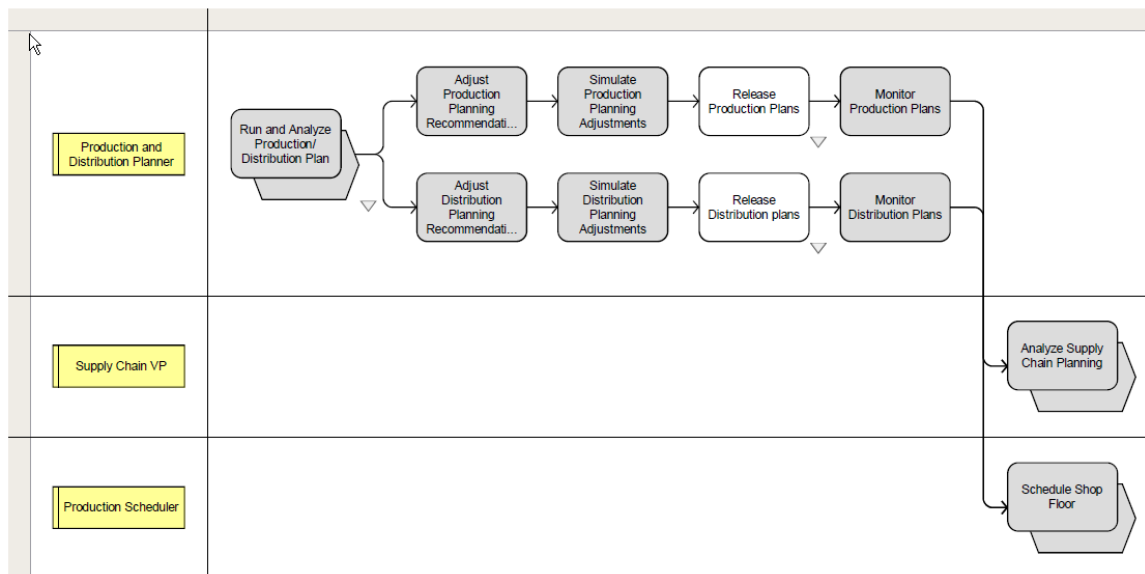 Adjust
Production
Planning
Recommendati...
Simulate
Production
Planning
Adjustments
Release
Production Plans
Monitor
Production Plans
Production and
Distribution Planner
Run and Analyze
Production/
Distribution Plan
Adjust
Distribution
Planning
Recommendati...
Simulate
Distribution
Planning
Adjustments
Release
Distribution plans
Monitor
Distribution Plans
Supply Chain VP
Analyze Supply
Chain Planning
Production Scheduler
Schedule Shop
Floor